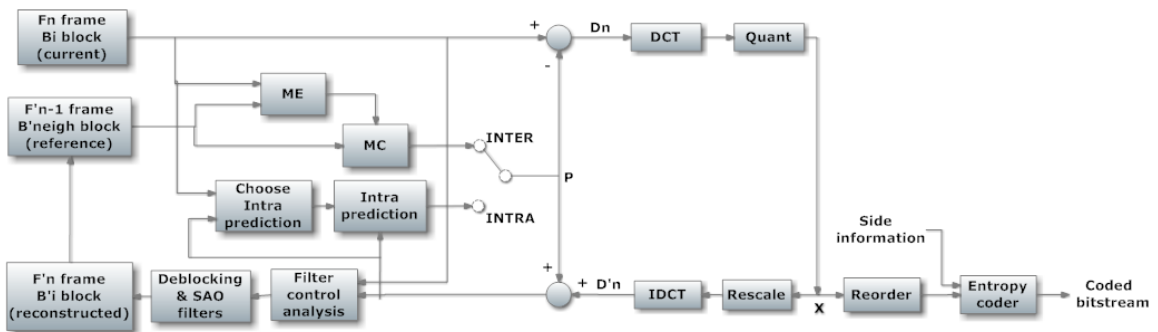 Fn frame
Bi block
(current)
+
Dn
DCT
Quant
-
ME
F'n-1 frame
B'neigh block
(reference)
MC
INTER
P
Choose
Intra
prediction
Intra
prediction
INTRA
Side
information
F'n frame
B'i block
(reconstructed)
Deblocking
& SAO
filters
Filter
control
analysis
+
+
D'n
IDCT
Rescale
X
Reorder
Entropy
coder
Coded
bitstream